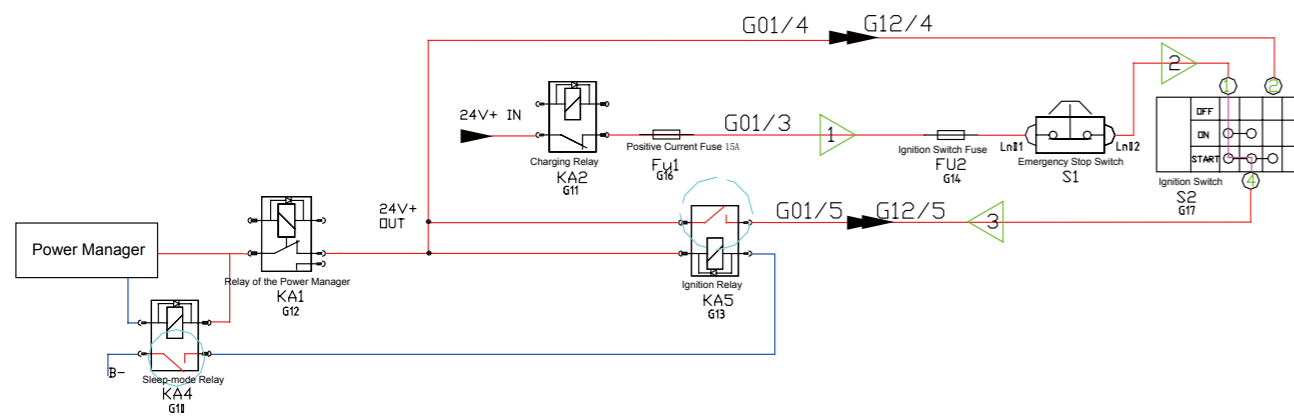 G01/4
G12/4
2
1
2
OFF
ON
START
4
Ignition Switch
S2
G17
24V+ IN
Charging Relay
KA2
G11
Positive Current Fuse 15A
Fu1
G16
G01/3
1
Ignition Switch Fuse
FU2
G14
Ln01
Ln02
Emergency Stop Switch
S1
24V+
OUT
G01/5
G12/5
3
Power Manager
Relay of the Power Manager
KA1
G12
Ignition Relay
KA5
G13
B-
Sleep-mode Relay
KA4
G10